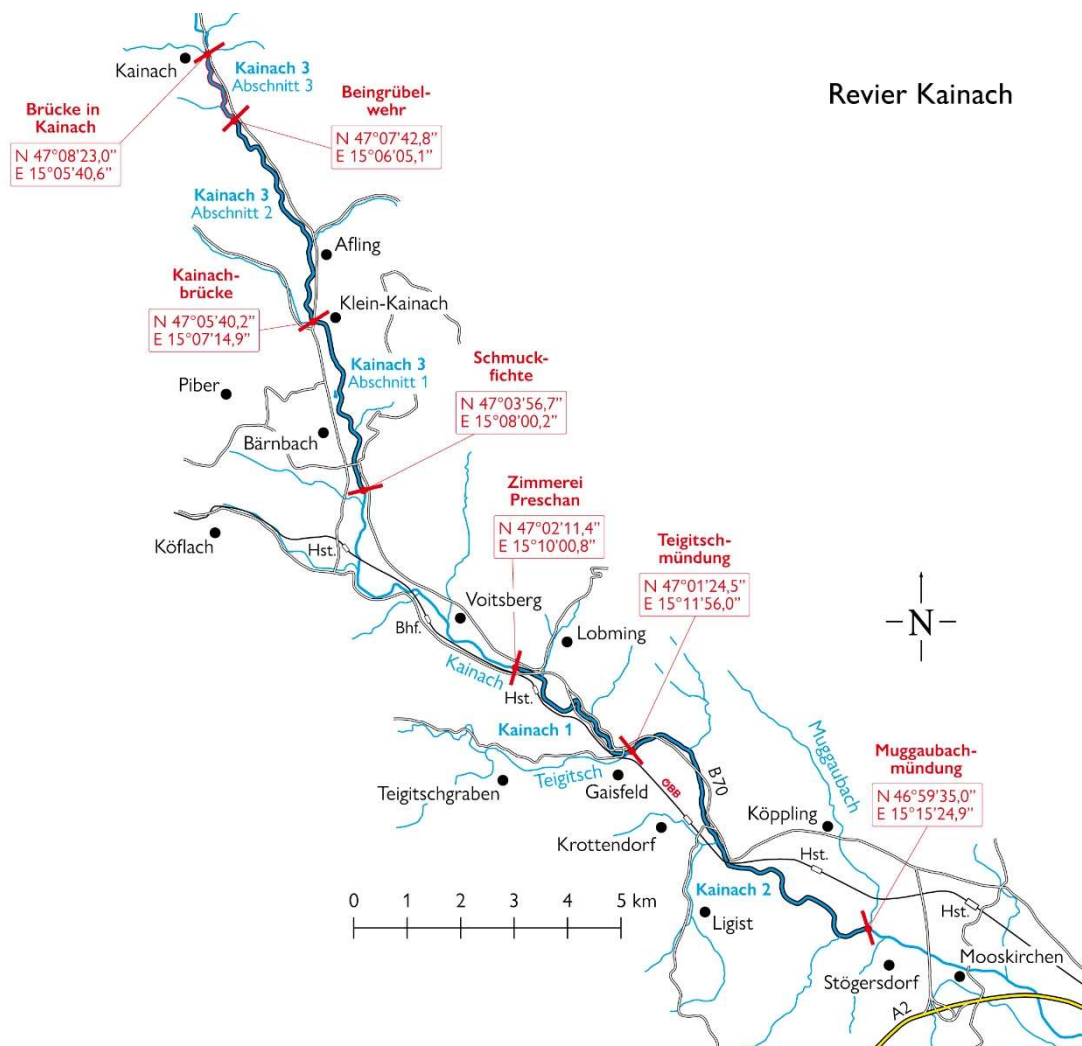 Revier Kainach
Kainach
Kainach 3
Abschnitt 3
Brücke in
Kainach
N 47°08’23,0”
E 15°05’40,6”
Beingrübel-
wehr
N 47°07’42,8”
E 15°06’05,1”
Kainach 3
Abschnitt 2
Afling
Kainach-
brücke
N 47°05’40,2”
E 15°07’14,9”
Klein-Kainach
Kainach 3
Abschnitt 1
Schmuck-
fichte
N 47°03’56,7”
E 15°08’00,2”
Piber
Bärnbach
Zimmerei
Preschan
N 47°02’11,4”
E 15°10’00,8”
Köflach
Hst.
Teigitsch-
mündung
N 47°01’24,5”
E 15°11’56,0”
Voitsberg
Bhf.
Lobming
N
Kainach
Hst.
Kainach 1
Teigitsch
Teigitschgraben
Gaisfeld
ÖBB
B70
Muggaubach
Muggaubach-
mündung
N 46°59’35,0”
E 15°15’24,9”
Köppling
Krottendorf
Hst.
Kainach 2
0 1 2 3 4 5 km
Ligist
Hst.
Stögersdorf
Mooskirchen
A2